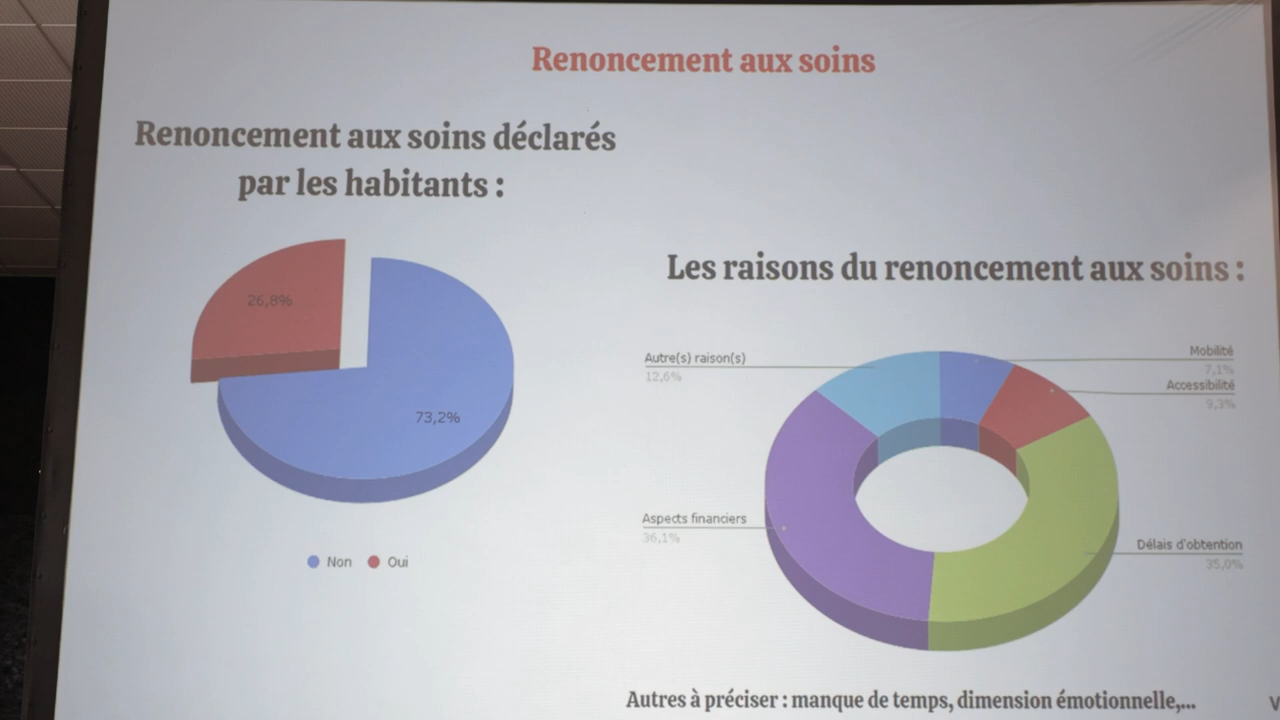 Renoncement aux soins
Renoncement aux soins déclarés
par les habitants :
26,8%
73,2%
Non
Oui
Les raisons du renoncement aux soins :
Autre(s) raison(s)
12,6%
Mobilité
7,1%
Accessibilité
9,3%
Aspects financiers
36,1%
Délais d'obtention
35,0%
Autres à préciser : manque de temps, dimension émotionnelle,...